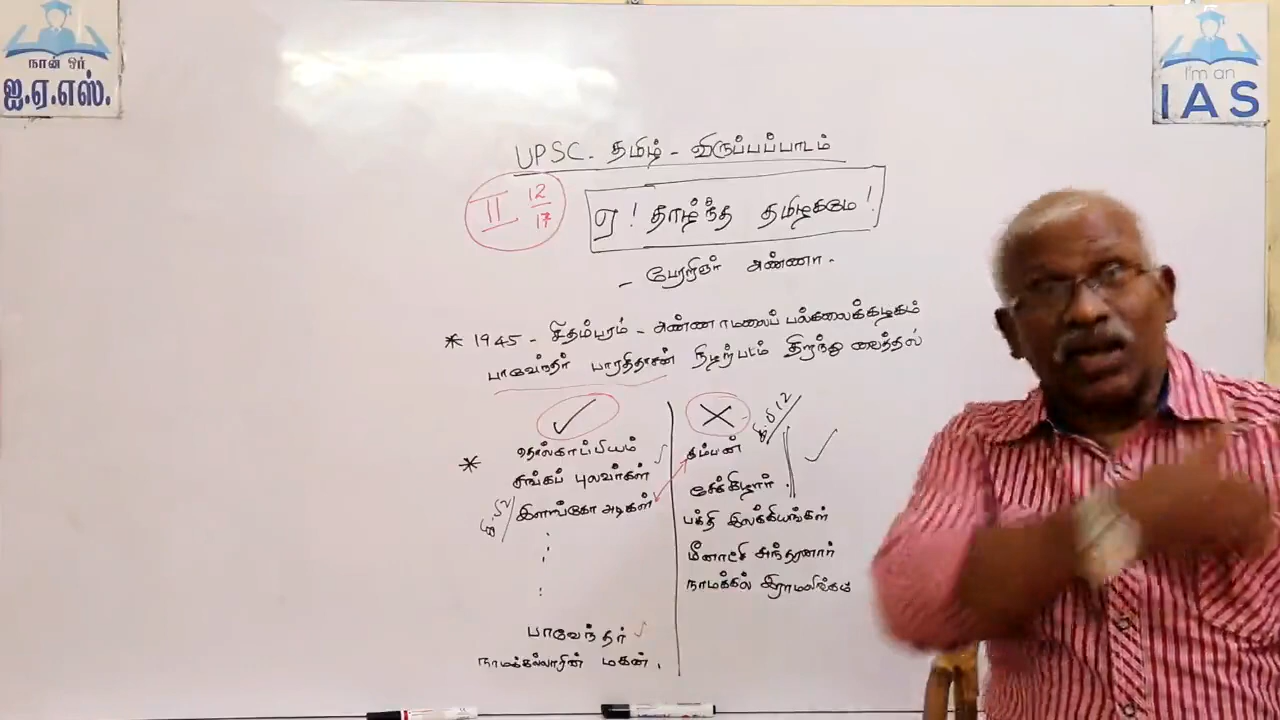 நான் ஓர்
ஐ.ஏ.எஸ்.
I'm an
IAS
UPSC - தமிழ் - விருப்பப்பாடம்
II 12/17
ஏ! தாழ்ந்த தமிழகமே!
- பேரறிஞர் அண்ணா.
* 1945 - சிதம்பரம் - அண்ணாமலைப் பல்கலைக்கழகம்
பாவேந்தர் பாரதிதாசன் நிழற்படம் திறந்து வைத்தல்
✓
X
* தொல்காப்பியம்
சங்கப் புலவர்கள்
இளங்கோ அடிகள்
பாவேந்தர்
நாமக்கல்லாரின் மகன்.
கம்பன் கி.பி 12
சேக்கிழார்.
பக்தி இலக்கியங்கள்
மீனாட்சி சுந்தரனார்
நாமக்கல் இராமலிங்கம்